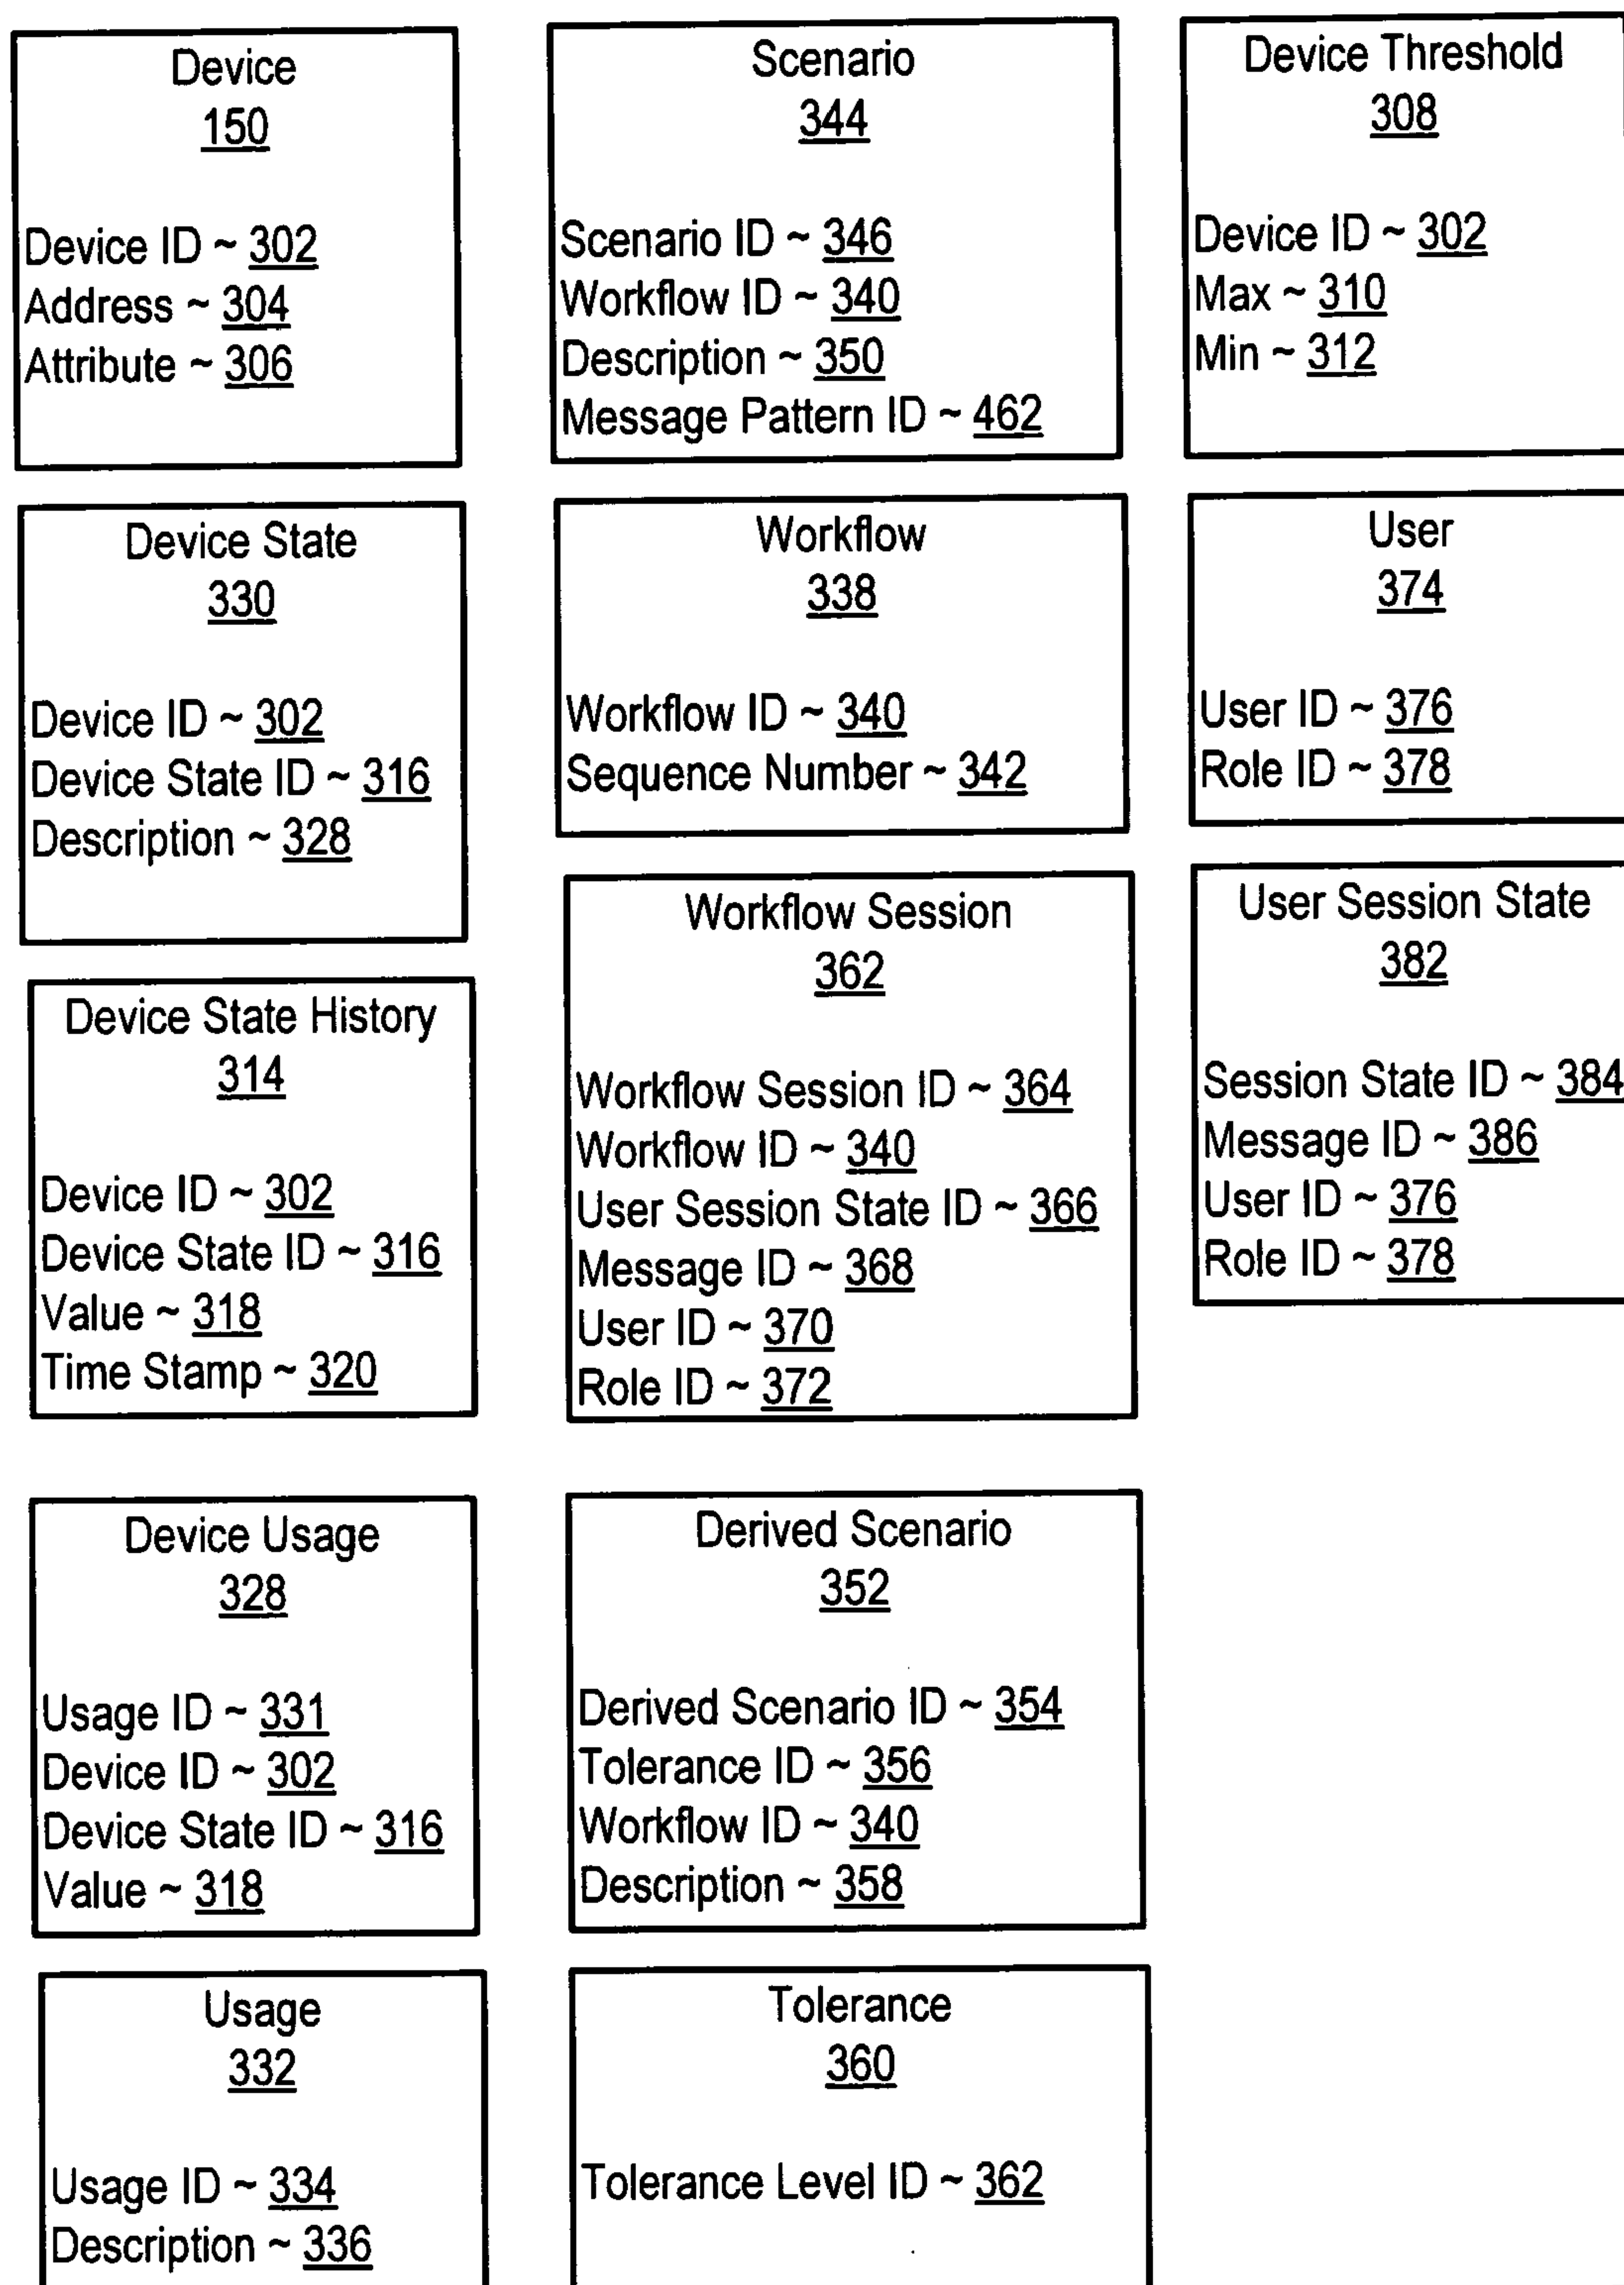 Device
150
Device ID ~ 302
Address ~ 304
Attribute ~ 306
Scenario
344
Scenario ID ~ 346
Workflow ID ~ 340
Description ~ 350
Message Pattern ID ~ 462
Device Threshold
308
Device ID ~ 302
Max ~ 310
Min ~ 312
Device State
330
Device ID ~ 302
Device State ID ~ 316
Description ~ 328
Workflow
338
Workflow ID ~ 340
Sequence Number ~ 342
User
374
User ID ~ 376
Role ID ~ 378
Device State History
314
Device ID ~ 302
Device State ID ~ 316
Value ~ 318
Time Stamp ~ 320
Workflow Session
362
Workflow Session ID ~ 364
Workflow ID ~ 340
User Session State ID ~ 366
Message ID ~ 368
User ID ~ 370
Role ID ~ 372
User Session State
382
Session State ID ~ 384
Message ID ~ 386
User ID ~ 376
Role ID ~ 378
Device Usage
328
Usage ID ~ 331
Device ID ~ 302
Device State ID ~ 316
Value ~ 318
Derived Scenario
352
Derived Scenario ID ~ 354
Tolerance ID ~ 356
Workflow ID ~ 340
Description ~ 358
Usage
332
Usage ID ~ 334
Description ~ 336
Tolerance
360
Tolerance Level ID ~ 362